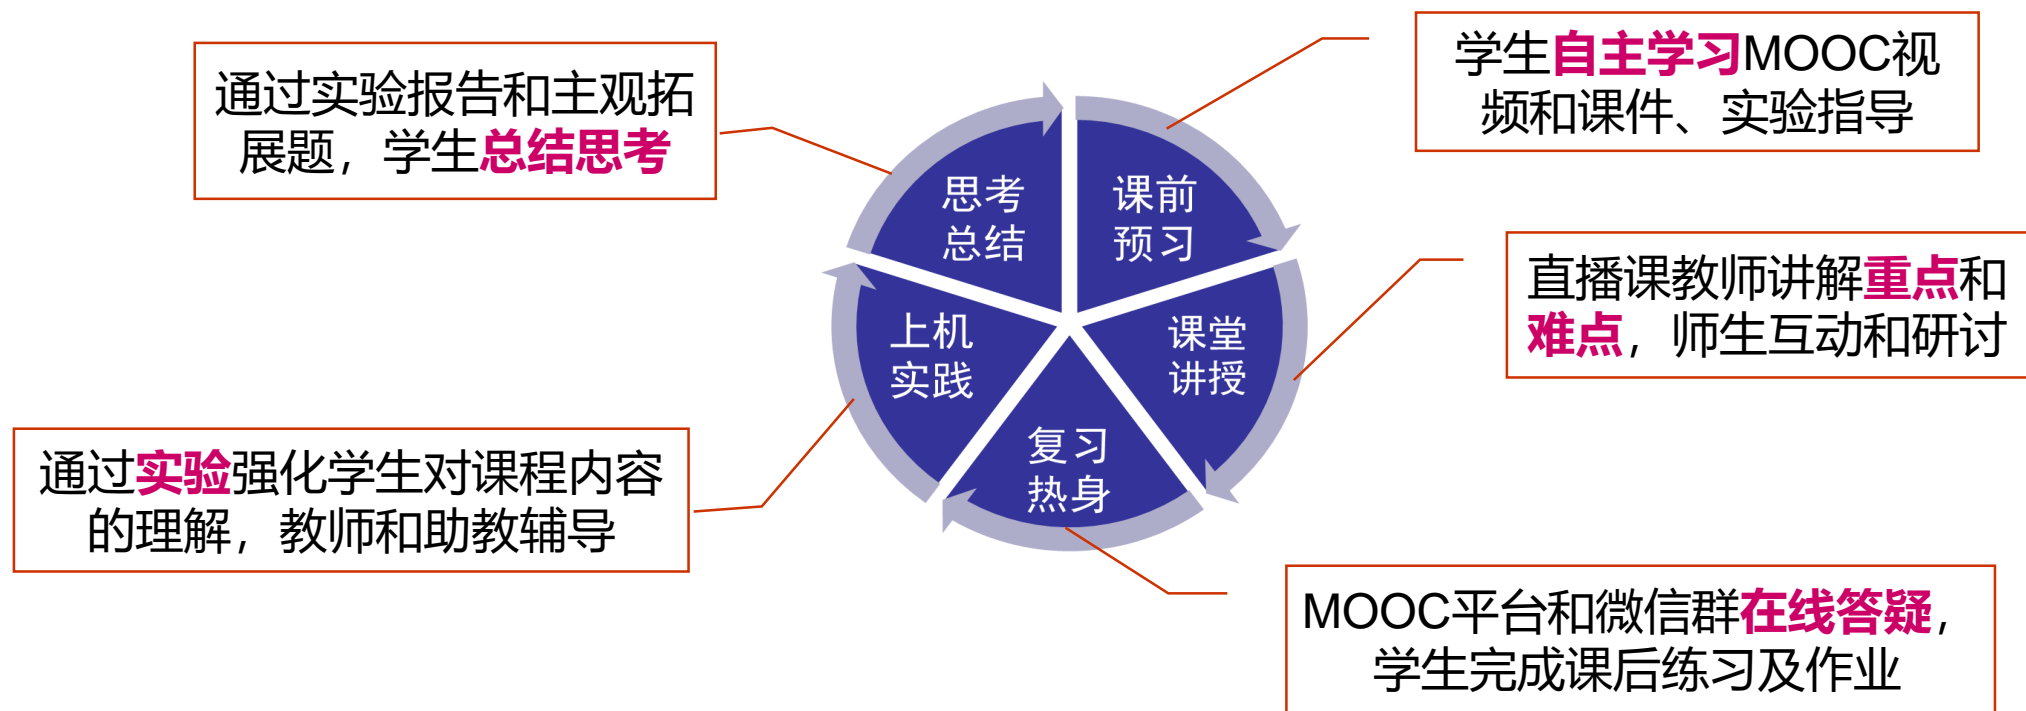 通过实验报告和主观拓
展题，学生总结思考
学生自主学习MOOC视
频和课件、实验指导
思考
总结
课前
预习
直播课教师讲解重点和
难点，师生互动和研讨
上机
实践
课堂
讲授
复习
热身
通过实验强化学生对课程内容
的理解，教师和助教辅导
MOOC平台和微信群在线答疑，
学生完成课后练习及作业